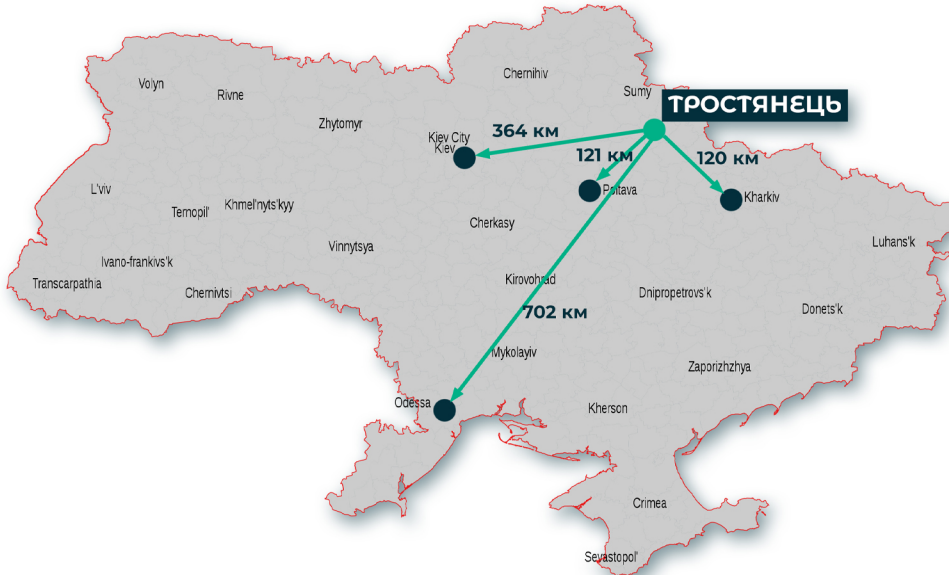 Chernihiv
Volyn
Rivne
Sumy
ТРОСТЯНЕЦЬ
Zhytomyr
364 км
Kiev City
Kiev
121 км
120 км
L'viv
Poltava
Kharkiv
Ternopil'
Khmel'nyts'kyy
Cherkasy
Vinnytsya
Luhans'k
Ivano-frankivs'k
Transcarpathia
Chernivtsi
Kirovohrad
Dnipropetrovs'k
702 км
Donets'k
Mykolayiv
Zaporizhzhya
Odessa
Kherson
Crimea
Sevastopol'